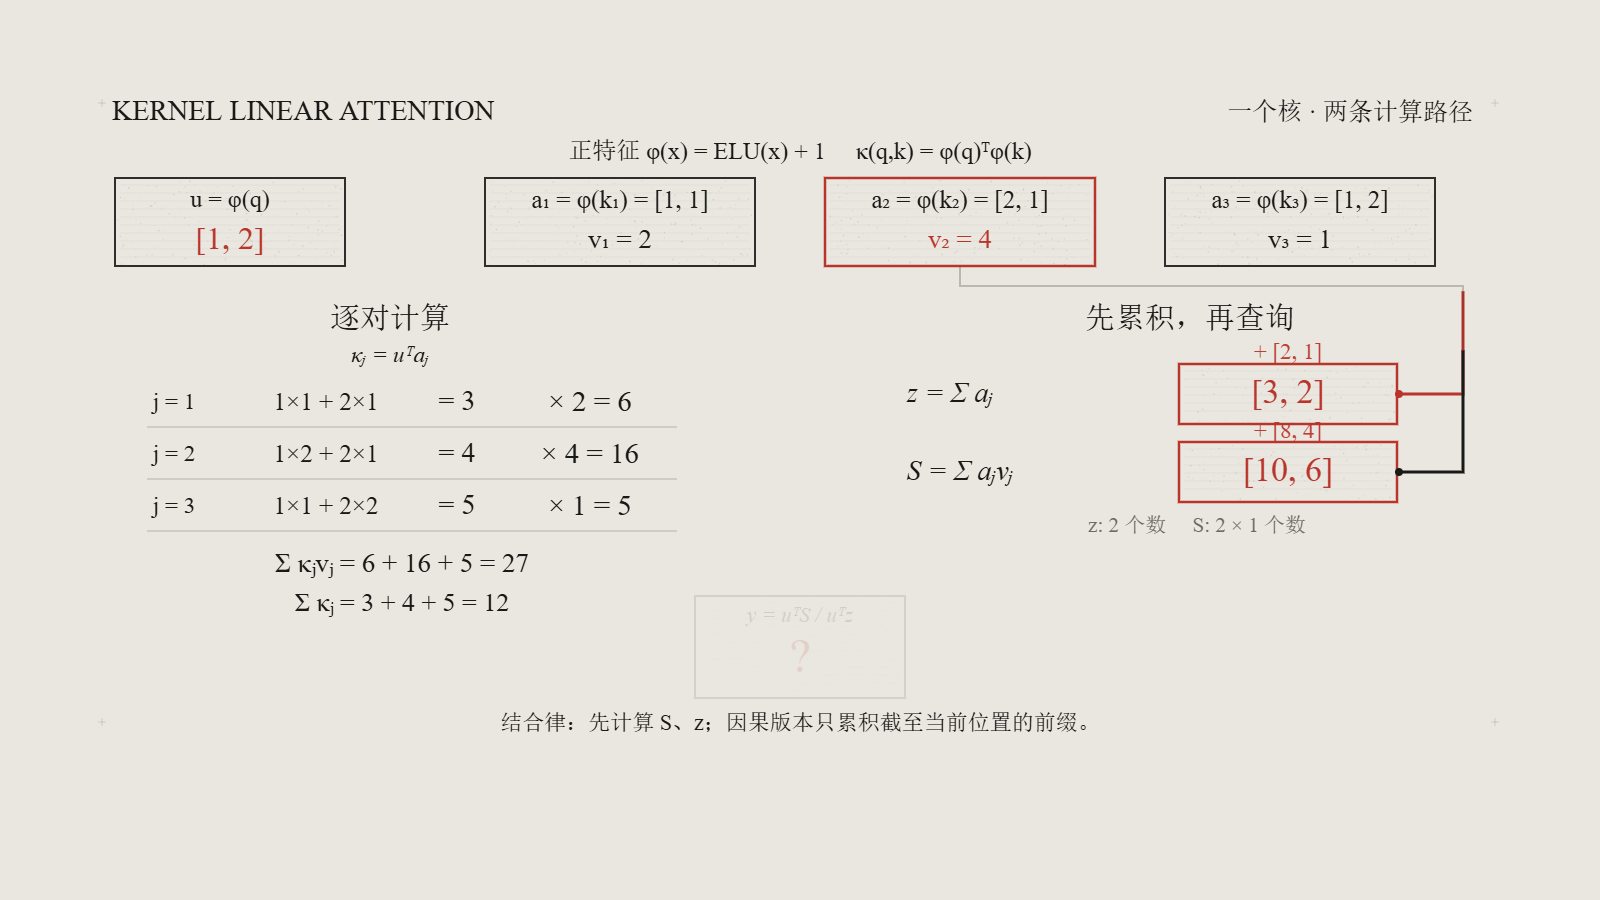 KERNEL LINEAR ATTENTION
一个核 · 两条计算路径
正特征 φ(x) = ELU(x) + 1 κ(q,k) = φ(q)ᵀφ(k)
u = φ(q)
[1, 2]
a₁ = φ(k₁) = [1, 1]
v₁ = 2
a₂ = φ(k₂) = [2, 1]
v₂ = 4
a₃ = φ(k₃) = [1, 2]
v₃ = 1
逐对计算
κⱼ = uᵀaⱼ
j = 1 1×1 + 2×1 = 3 × 2 = 6
j = 2 1×2 + 2×1 = 4 × 4 = 16
j = 3 1×1 + 2×2 = 5 × 1 = 5
Σ κⱼvⱼ = 6 + 16 + 5 = 27
Σ κⱼ = 3 + 4 + 5 = 12
先累积，再查询
+ [2, 1]
z = Σ aⱼ [3, 2]
+ [8, 4]
S = Σ aⱼvⱼ [10, 6]
z: 2 个数 S: 2 × 1 个数
y = uᵀS / uᵀz
?
结合律：先计算 S、z；因果版本只累积截至当前位置的前缀。